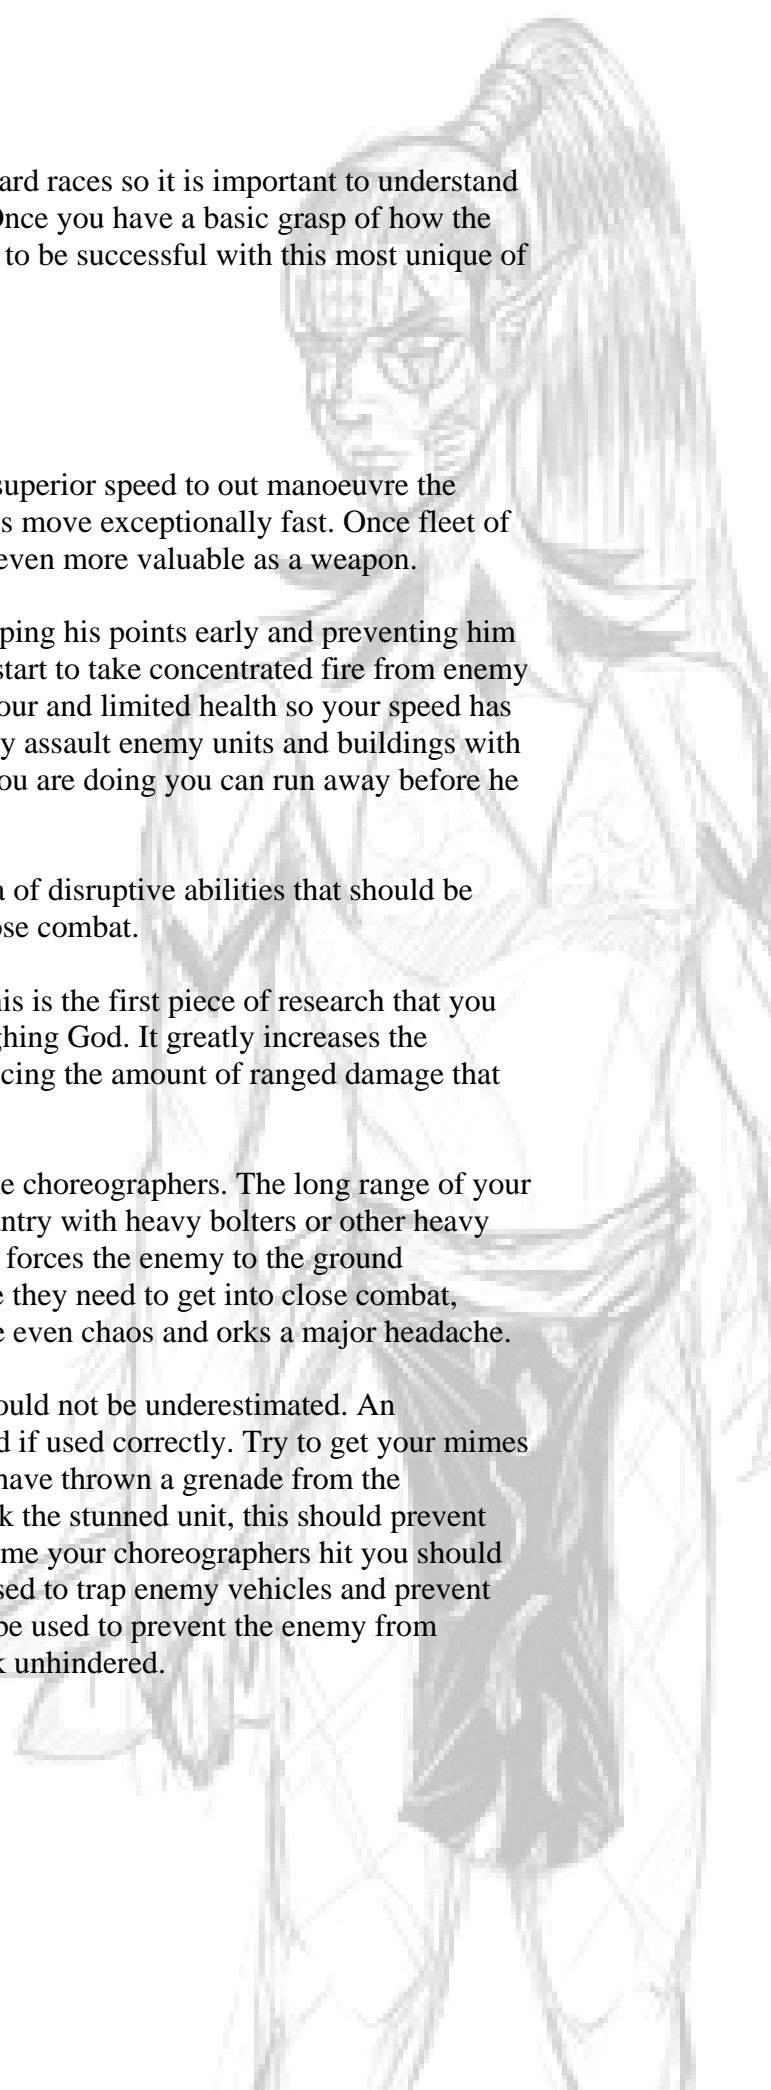 ard races so it is important to understand
Once you have a basic grasp of how the
to be successful with this most unique of
superior speed to out manoeuvre the
s move exceptionally fast. Once fleet of
even more valuable as a weapon.
ping his points early and preventing him
start to take concentrated fire from enemy
our and limited health so your speed has
y assault enemy units and buildings with
ou are doing you can run away before he
a of disruptive abilities that should be
ose combat.
his is the first piece of research that you
ghing God. It greatly increases the
cing the amount of ranged damage that
e choreographers. The long range of your
ntry with heavy bolters or other heavy
forces the enemy to the ground
e they need to get into close combat,
e even chaos and orks a major headache.
ould not be underestimated. An
d if used correctly. Try to get your mimes
have thrown a grenade from the
k the stunned unit, this should prevent
me your choreographers hit you should
sed to trap enemy vehicles and prevent
be used to prevent the enemy from
k unhindered.